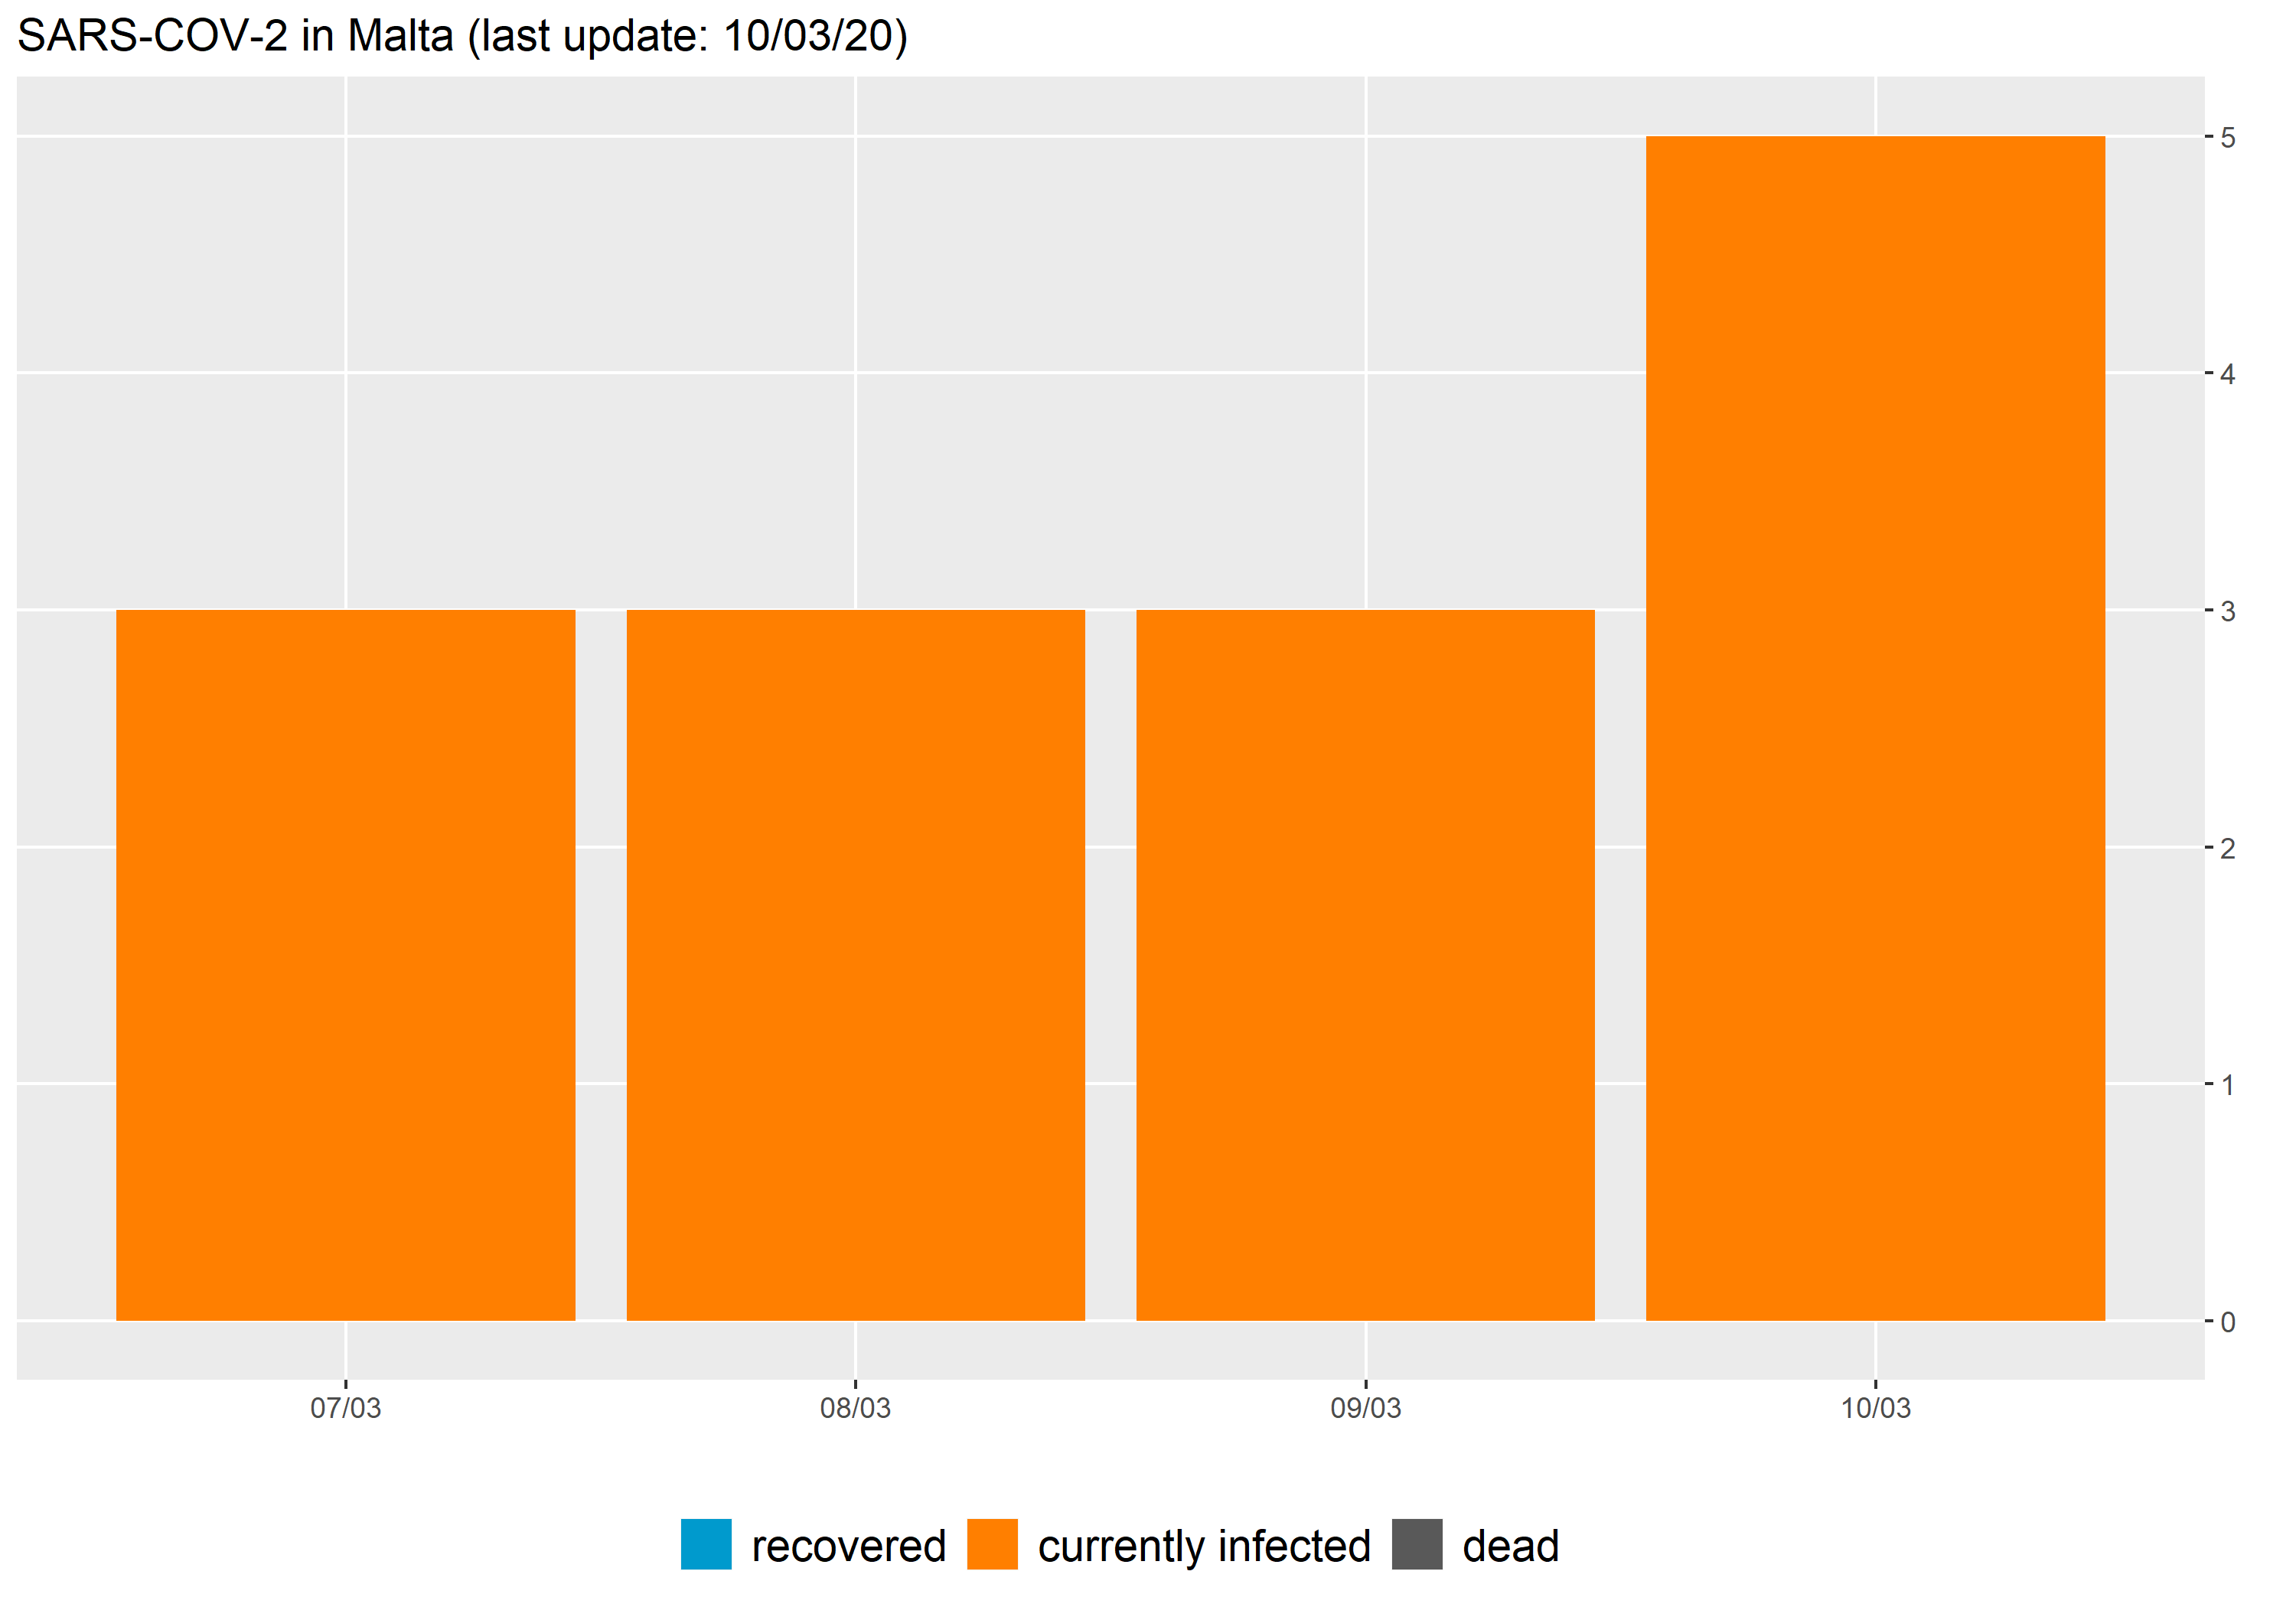 SARS-COV-2 in Malta (last update: 10/03/20)
5
4
3
2
1
0
07/03 08/03 09/03 10/03
recovered currently infected dead